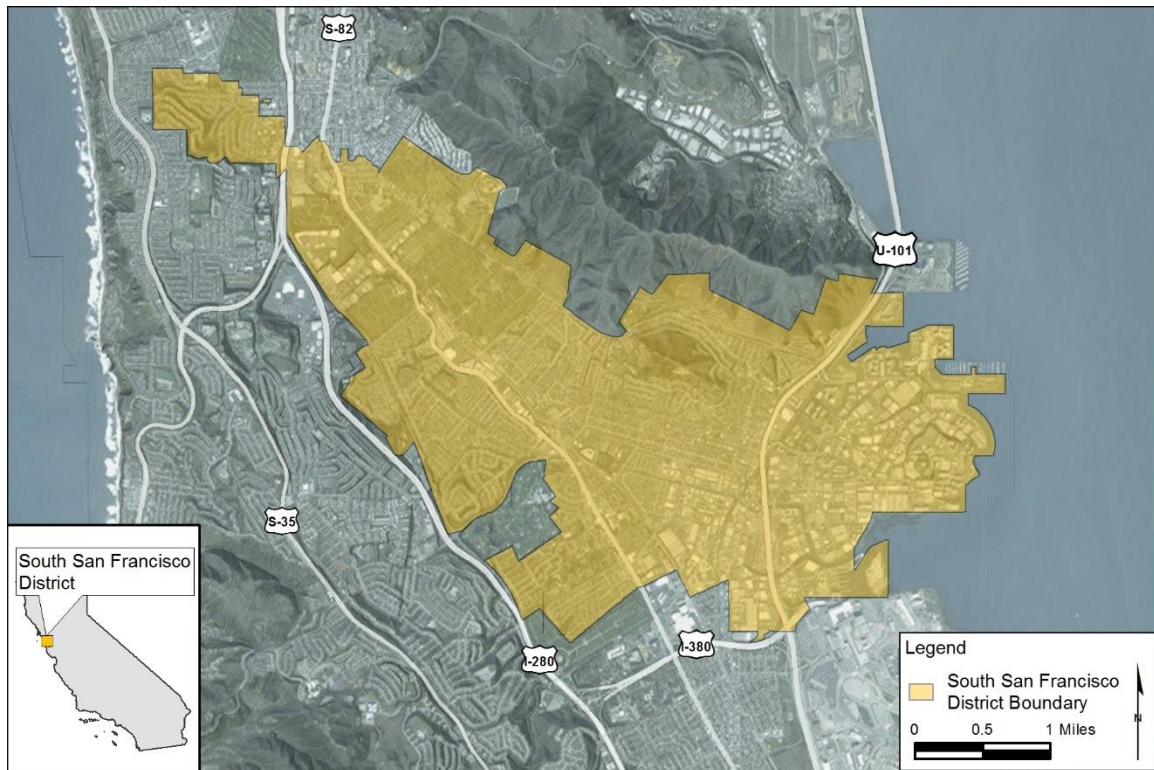 S-82
U-101
S-35
I-280
I-380
South San Francisco
District
Legend
South San Francisco
District Boundary
0 0.5 1 Miles
N